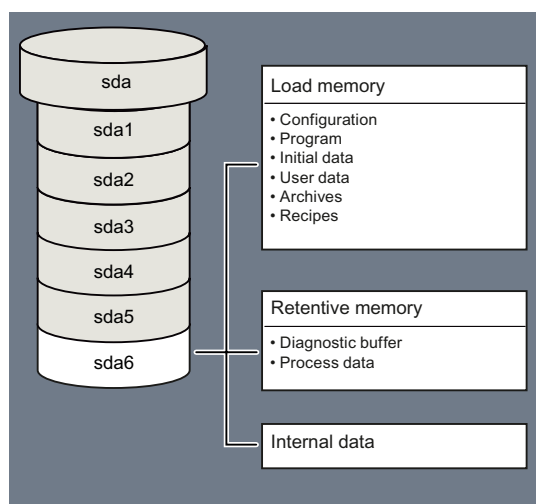 sda
sda1
sda2
sda3
sda4
sda5
sda6
Load memory
• Configuration
• Program
• Initial data
• User data
• Archives
• Recipes
Retentive memory
• Diagnostic buffer
• Process data
Internal data